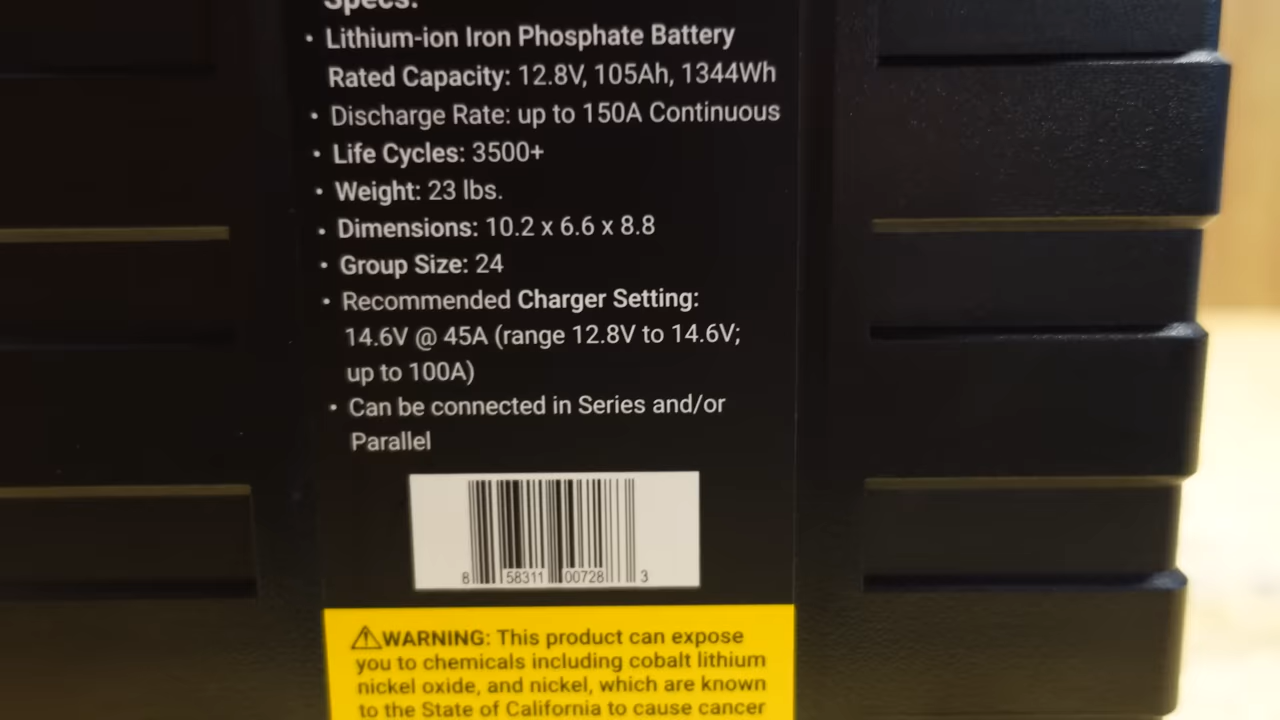 Specs:
• Lithium-ion Iron Phosphate Battery
Rated Capacity: 12.8V, 105Ah, 1344Wh
• Discharge Rate: up to 150A Continuous
• Life Cycles: 3500+
• Weight: 23 lbs.
• Dimensions: 10.2 x 6.6 x 8.8
• Group Size: 24
• Recommended Charger Setting:
14.6V @ 45A (range 12.8V to 14.6V;
up to 100A)
• Can be connected in Series and/or
Parallel
8 58311 00728 3
⚠WARNING: This product can expose
you to chemicals including cobalt lithium
nickel oxide, and nickel, which are known
to the State of California to cause cancer